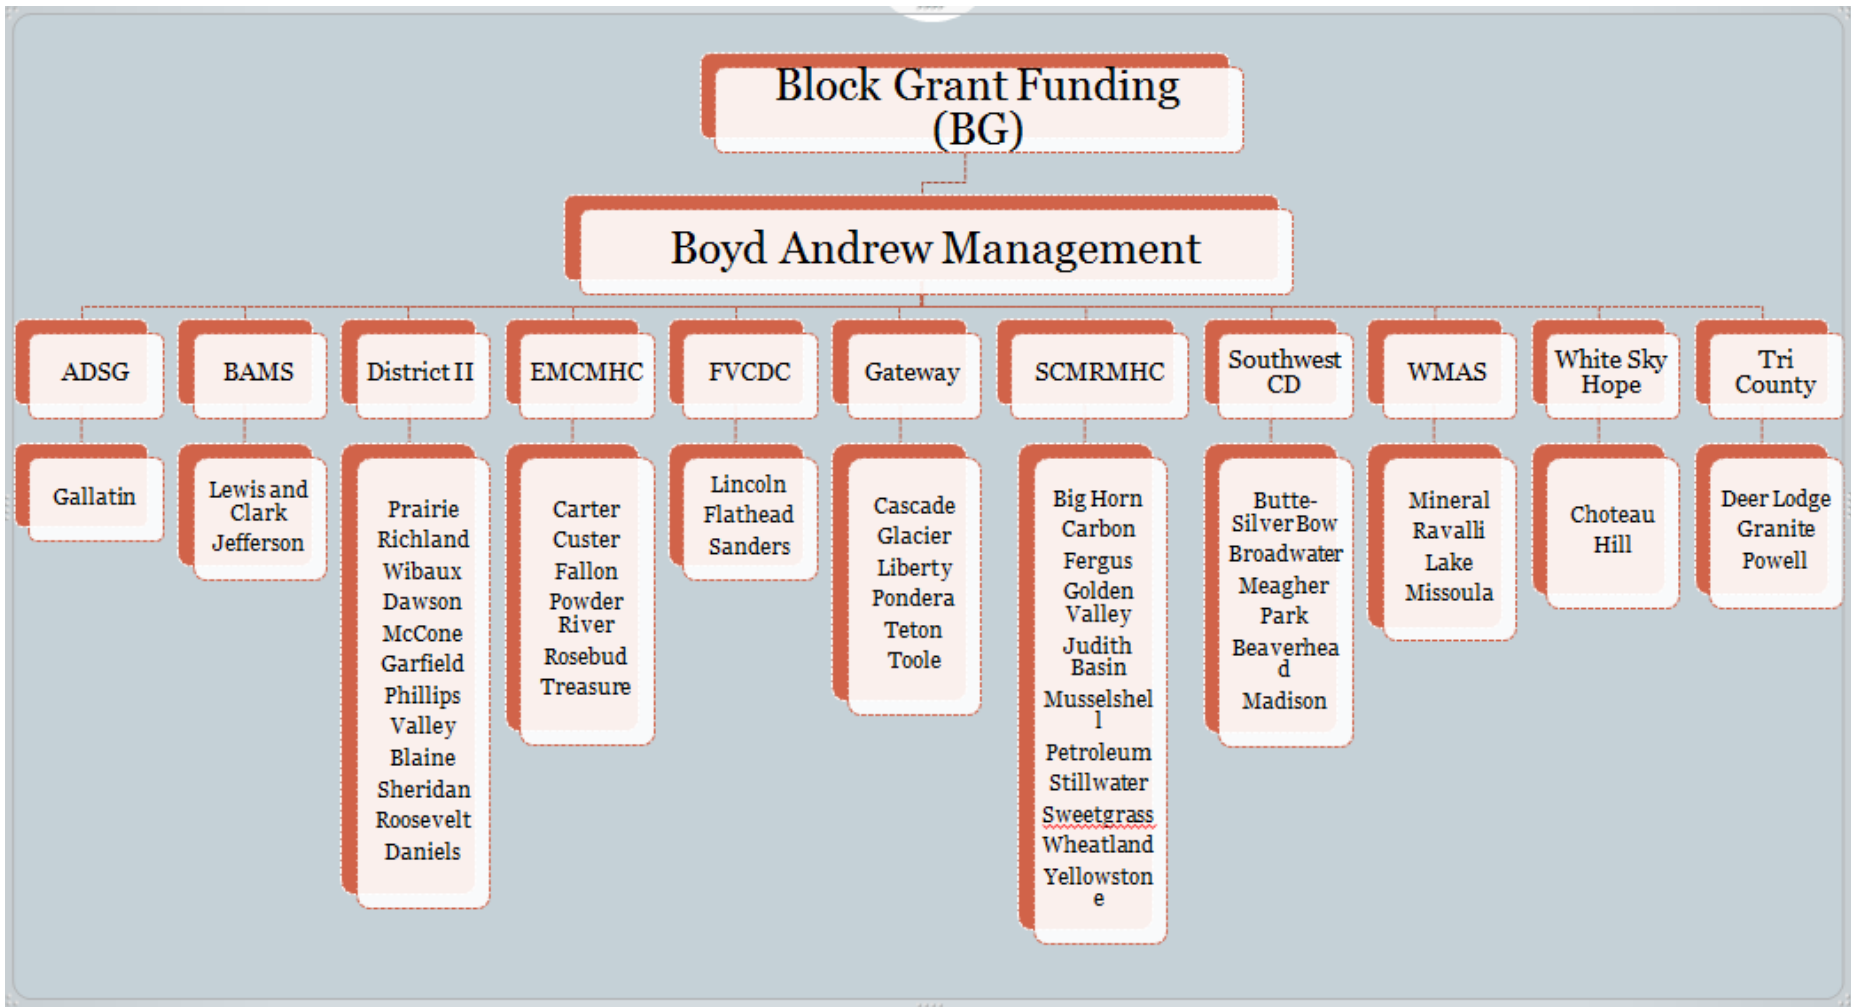 Block Grant Funding
(BG)
Boyd Andrew Management
ADSG
BAMS
District II
EMCMHC
FVCDC
Gateway
SCMRMHC
Southwest
CD
WMAS
White Sky
Hope
Tri
County
Gallatin
Lewis and
Clark
Jefferson
Prairie
Richland
Wibaux
Dawson
McCone
Garfield
Phillips
Valley
Blaine
Sheridan
Roosevelt
Daniels
Carter
Custer
Fallon
Powder
River
Rosebud
Treasure
Lincoln
Flathead
Sanders
Cascade
Glacier
Liberty
Pondera
Teton
Toole
Big Horn
Carbon
Fergus
Golden
Valley
Judith
Basin
Musselshel
l
Petroleum
Stillwater
Sweetgrass
Wheatland
Yellowston
e
Butte-
Silver Bow
Broadwater
Meagher
Park
Beaverhea
d
Madison
Mineral
Ravalli
Lake
Missoula
Choteau
Hill
Deer Lodge
Granite
Powell